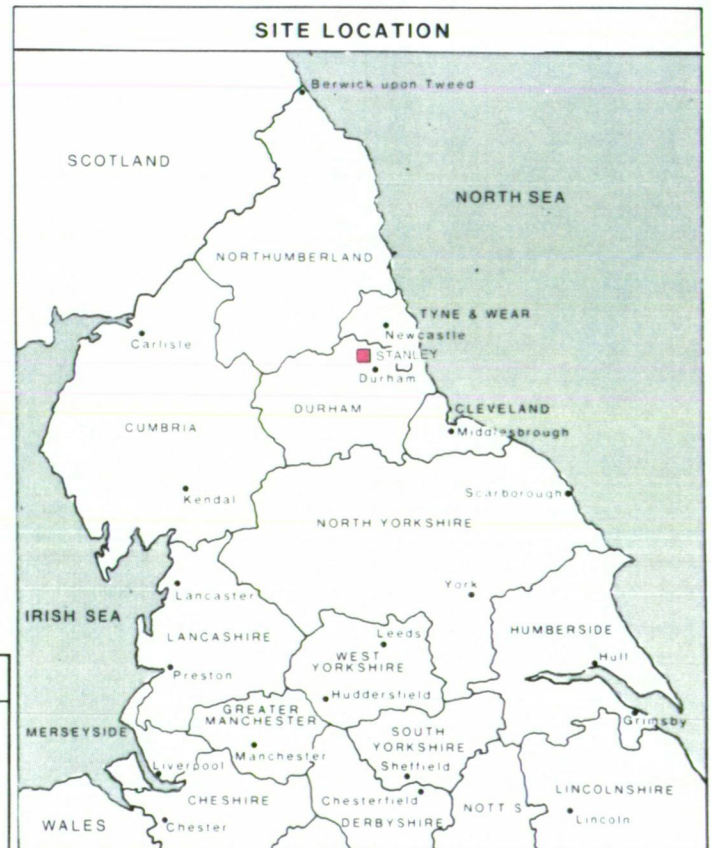 SITE LOCATION
Berwick upon Tweed
SCOTLAND
NORTH SEA
NORTHUMBERLAND
TYNE & WEAR
Newcastle
Carlisle
STANLEY
Durham
DURHAM
CLEVELAND
CUMBRIA
Middlesbrough
Kendal
Scarborough
NORTH YORKSHIRE
York
Lancaster
IRISH SEA
LANCASHIRE
Leeds
HUMBERSIDE
WEST
YORKSHIRE
Hull
Preston
Huddersfield
GREATER
MANCHESTER
Grimsby
MERSEYSIDE
SOUTH
YORKSHIRE
Manchester
Liverpool
Sheffield
LINCOLNSHIRE
CHESHIRE
Chesterfield
NOTT S
WALES
Chester
DERBYSHIRE
Lincoln